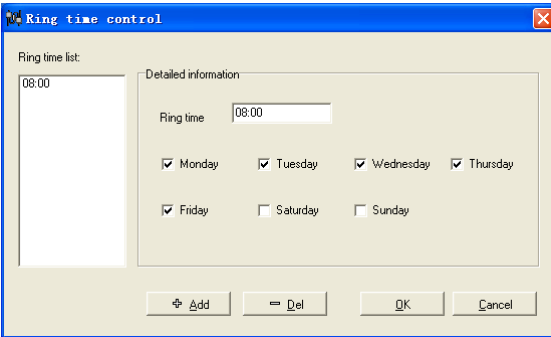 Ring time control
Ring time list:
08:00
Detailed information
Ring time 08:00
Monday Tuesday Wednesday Thursday
Friday Saturday Sunday
Add Del OK Cancel